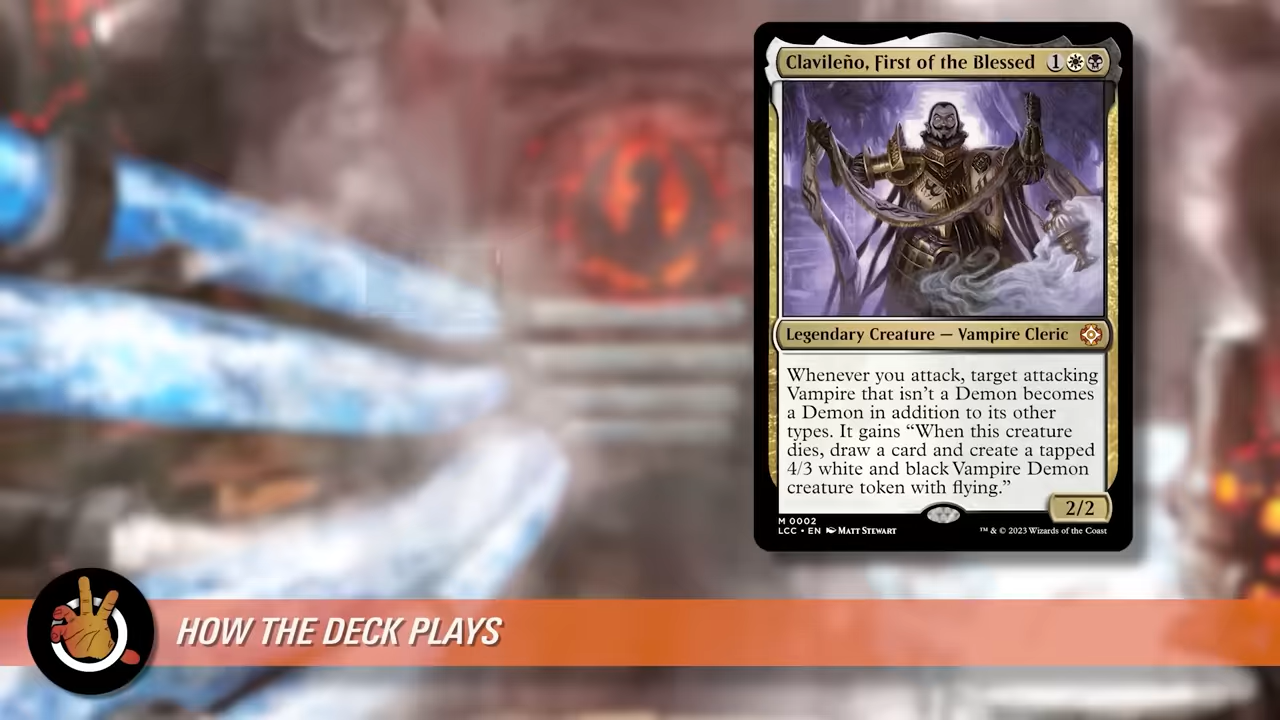 Clavileño, First of the Blessed 1
Legendary Creature — Vampire Cleric
Whenever you attack, target attacking
Vampire that isn't a Demon becomes
a Demon in addition to its other
types. It gains “When this creature
dies, draw a card and create a tapped
4/3 white and black Vampire Demon
creature token with flying.”
2/2
M 0002
LCC • EN Matt Stewart ™ & © 2023 Wizards of the Coast
HOW THE DECK PLAYS